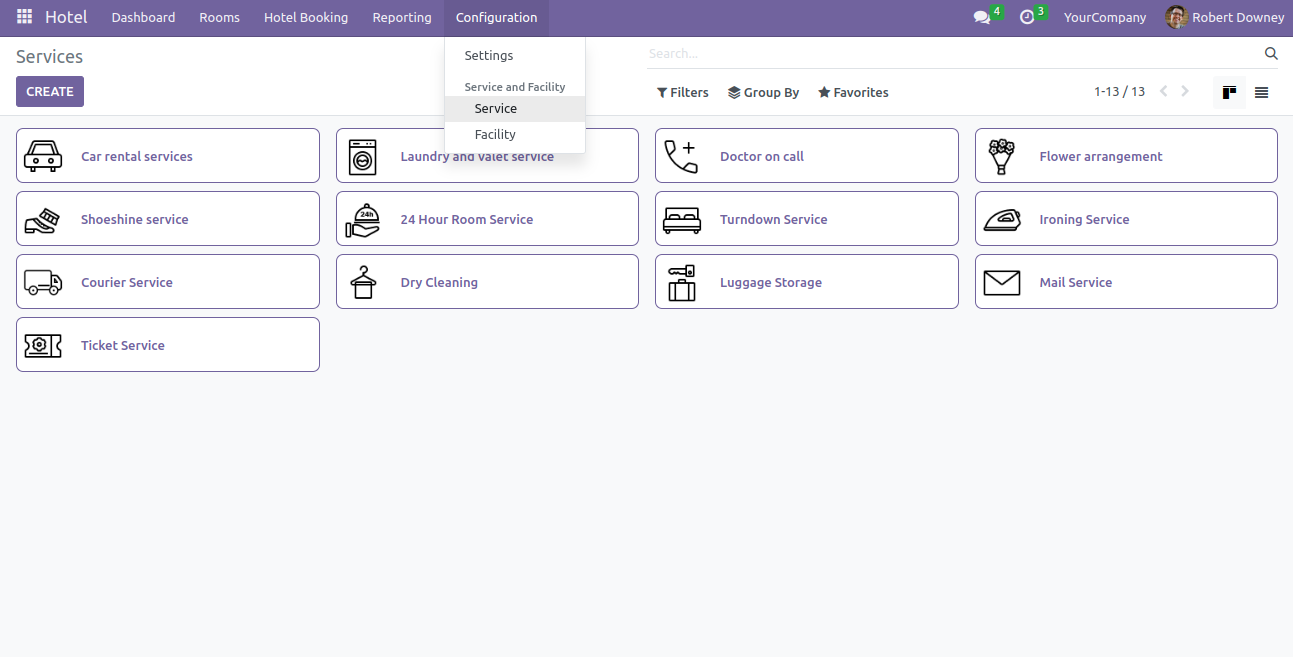 Hotel Dashboard Rooms Hotel Booking Reporting Configuration 4 3 YourCompany Robert Downey
Services
Settings
Search...
CREATE
Service and Facility
Service
Facility
Filters Group By Favorites 1-13 / 13
Car rental services
Laundry and valet service
Doctor on call
Flower arrangement
Shoeshine service
24h
24 Hour Room Service
Turndown Service
Ironing Service
Courier Service
Dry Cleaning
Luggage Storage
Mail Service
Ticket Service